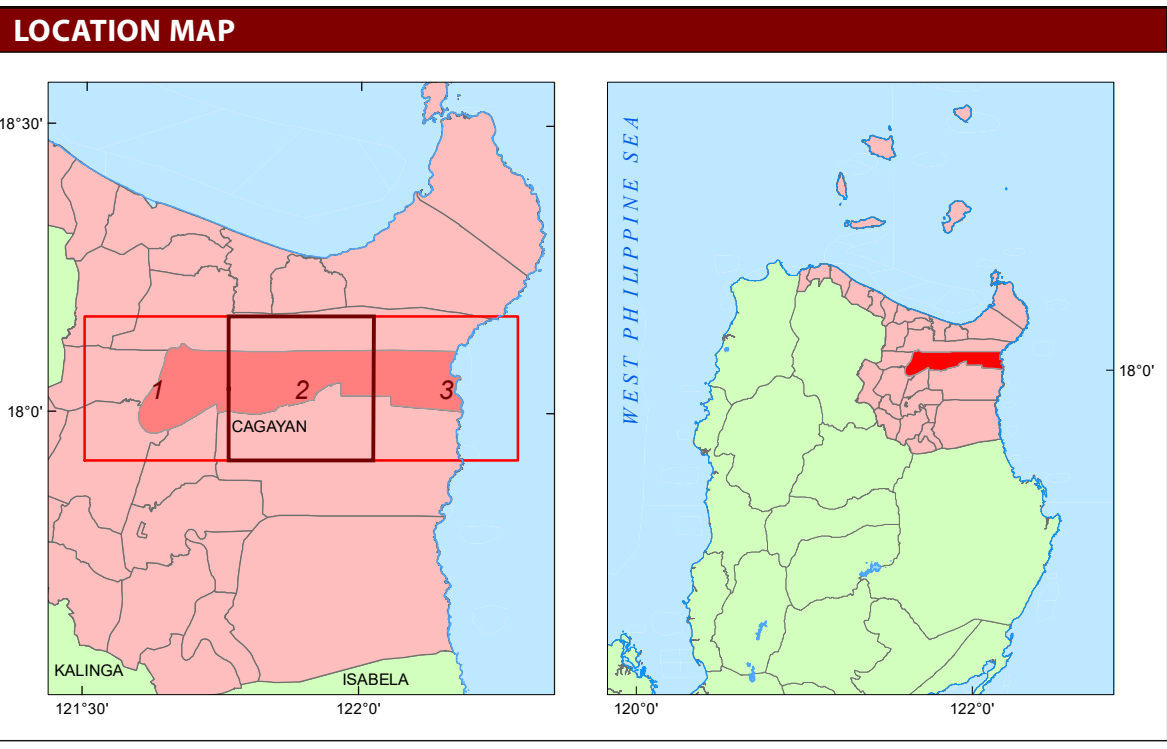 LOCATION MAP
18°30'
18°0'
1
2
3
CAGAYAN
KALINGA
ISABELA
121°30'
122°0'
WEST PHILIPPINE SEA
18°0'
120°0'
122°0'